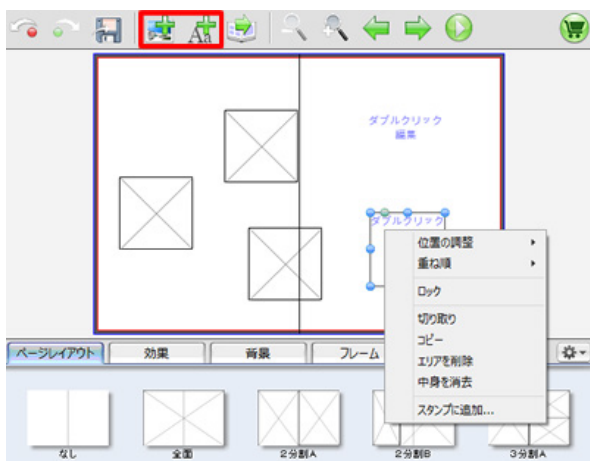 Aa
ダブルクリック
編集
ダブルクリック
位置の調整
重ね順
ロック
切り取り
コピー
エリアを削除
中身を消去
スタンプに追加...
ページレイアウト
効果
背景
フレーム
なし
全面
2分割A
2分割B
3分割A